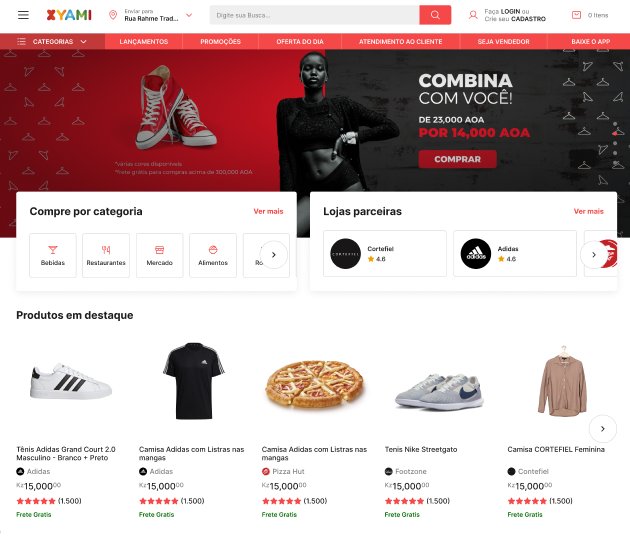 XYAMI
Enviar para
Rua Rahme Trad...
Digite sua Busca...
Faça LOGIN ou
Crie seu CADASTRO
0 Itens
CATEGORIAS
LANÇAMENTOS
PROMOÇÕES
OFERTA DO DIA
ATENDIMENTO AO CLIENTE
SEJA VENDEDOR
BAIXE O APP
COMBINA
COM VOCÊ!
DE 23,000 AOA
POR 14,000 AOA
COMPRAR
*várias cores disponíveis
*frete grátis para compras acima de 300,000 AOA
Compre por categoria
Ver mais
Bebidas
Restaurantes
Mercado
Alimentos
Lojas parceiras
Ver mais
CORTEFIEL
Cortefiel
4.6
adidas
Adidas
4.6
Produtos em destaque
Tênis Adidas Grand Court 2.0
Masculino - Branco + Preto
Adidas
Kz15,00000
(1.500)
Frete Gratis
Camisa Adidas com Listras nas
mangas
Adidas
Kz15,00000
(1.500)
Frete Gratis
Camisa Adidas com Listras nas
mangas
Pizza Hut
Kz15,00000
(1.500)
Frete Gratis
Tenis Nike Streetgato
Footzone
Kz15,00000
(1.500)
Frete Gratis
Camisa CORTEFIEL Feminina
Contefiel
Kz15,00000
(1.500)
Frete Gratis